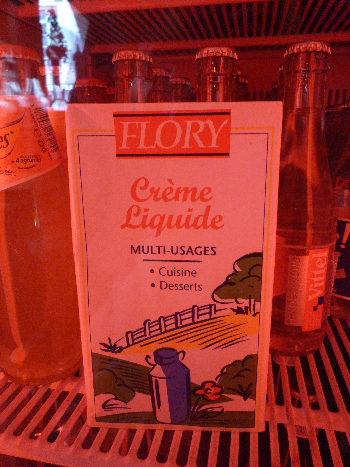 FLORY
Crème
Liquide
MULTI-USAGES
• Cuisine
• Desserts
Vittel